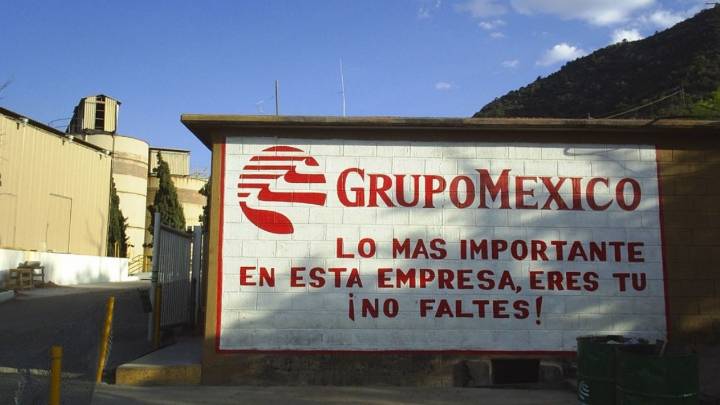 GRUPOMEXICO
LO MAS IMPORTANTE
EN ESTA EMPRESA, ERES TU
¡NO FALTES!